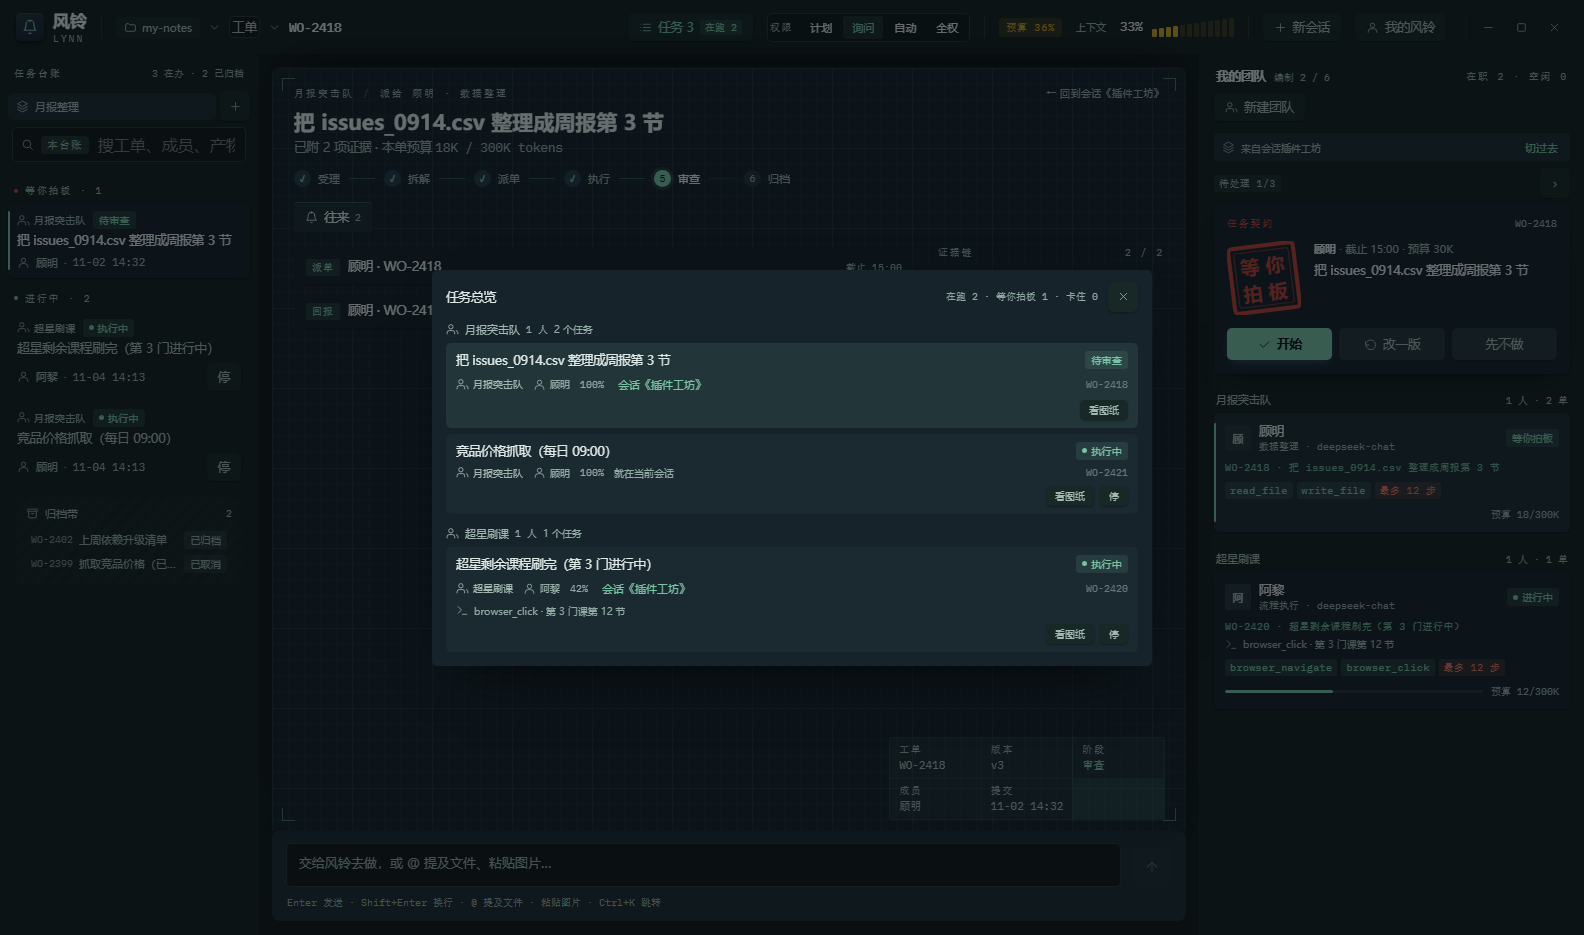 风铃
LYNN
my-notes
工单
WO-2418
任务 3 在跑 2
权限 计划 询问 自动 全权
预算 36%
上下文 33%
新会话
我的风铃
任务台账
3 在办 · 2 已归档
月报整理
本台账 搜工单、成员、产物
等你拍板 · 1
月报突击队 待审查
把 issues_0914.csv 整理成周报第 3 节
顾明 · 11-02 14:32
进行中 · 2
超星刷课 执行中
超星剩余课程刷完（第 3 门进行中）
阿黎 · 11-04 14:13 停
月报突击队 执行中
竞品价格抓取（每日 09:00）
顾明 · 11-04 14:13 停
归档带 2
WO-2402 上周依赖升级清单 已归档
WO-2399 抓取竞品价格（已... 已取消
月报突击队 / 派给 顾明 · 数据整理
← 回到会话《插件工坊》
把 issues_0914.csv 整理成周报第 3 节
已附 2 项证据 · 本单预算 18K / 300K tokens
受理 拆解 派单 执行 5 审查 6 归档
往来 2
派单 顾明 · WO-2418
截止 15:00
证据链 2 / 2
回报 顾明 · WO-241
任务总览
在跑 2 · 等你拍板 1 · 卡住 0
月报突击队 1 人 2 个任务
把 issues_0914.csv 整理成周报第 3 节 待审查
月报突击队 顾明 100% 会话《插件工坊》 WO-2418
看图纸
竞品价格抓取（每日 09:00） 执行中
月报突击队 顾明 100% 就在当前会话 WO-2421
看图纸 停
超星刷课 1 人 1 个任务
超星剩余课程刷完（第 3 门进行中） 执行中
超星刷课 阿黎 42% 会话《插件工坊》 WO-2420
browser_click · 第 3 门课第 12 节
看图纸 停
工单 版本 阶段
WO-2418 v3 审查
成员 提交
顾明 11-02 14:32
交给风铃去做，或 @ 提及文件、粘贴图片...
Enter 发送 · Shift+Enter 换行 · @ 提及文件 · 粘贴图片 · Ctrl+K 跳转
我的团队 编制 2 / 6
在职 2 · 空闲 0
新建团队
来自会话插件工坊 切过去
待处理 1/3
任务契约 WO-2418
等你拍板
顾明 · 截止 15:00 · 预算 30K
把 issues_0914.csv 整理成周报第 3 节
开始 改一版 先不做
月报突击队 1 人 · 2 单
顾 顾明
数据整理 · deepseek-chat
等你拍板
WO-2418 · 把 issues_0914.csv 整理成周报第 3 节
read_file write_file 最多 12 步
预算 18/300K
超星刷课 1 人 · 1 单
阿 阿黎
流程执行 · deepseek-chat
进行中
WO-2420 · 超星剩余课程刷完（第 3 门进行中）
browser_click · 第 3 门课第 12 节
browser_navigate browser_click 最多 12 步
预算 12/300K